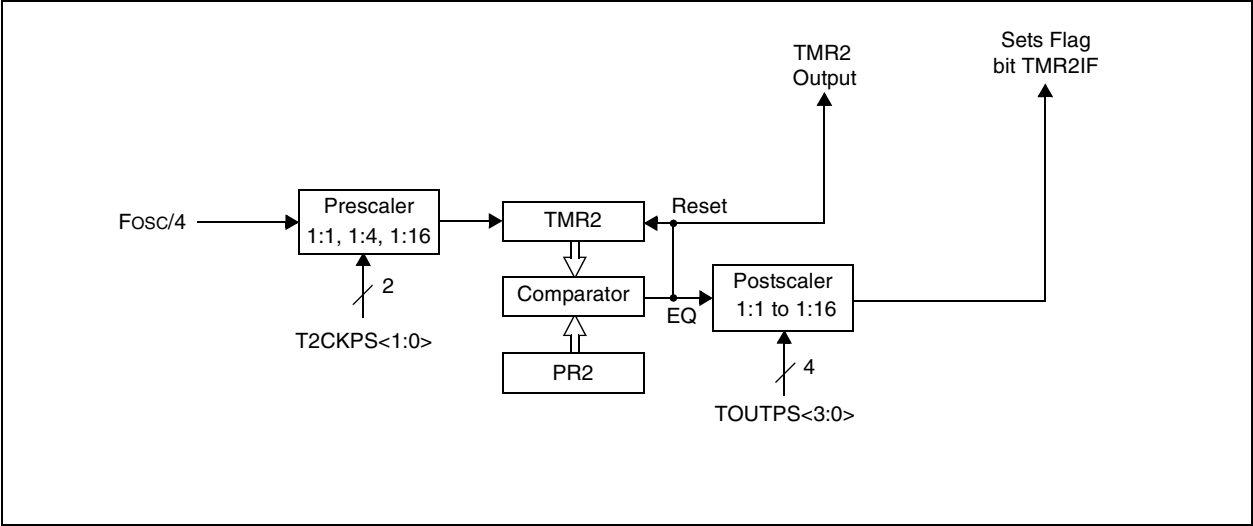 TMR2
Output
Sets Flag
bit TMR2IF
FOSC/4
Prescaler
1:1, 1:4, 1:16
2
T2CKPS<1:0>
TMR2
Reset
Comparator
EQ
PR2
Postscaler
1:1 to 1:16
4
TOUTPS<3:0>